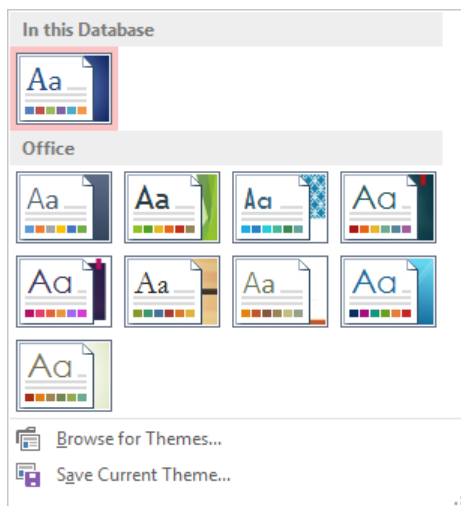 In this Database
Aa
Office
Aa Aa Aa Aa
Aa Aa Aa Aa
Aa
Browse for Themes...
Save Current Theme...